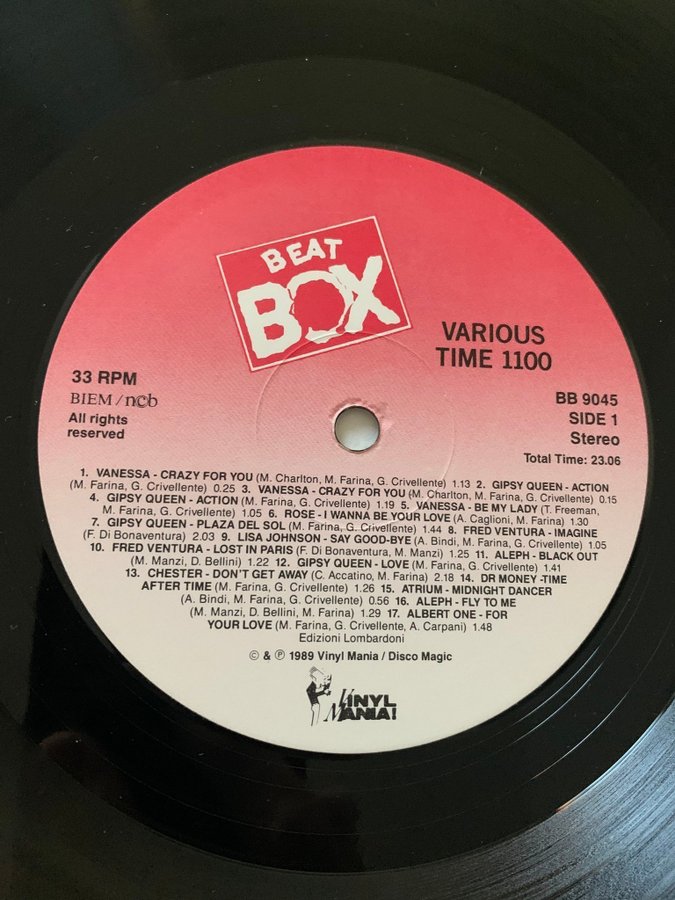 BEAT
BOX
VARIOUS
TIME 1100
33 RPM
BIEM / ncb
All rights
reserved
BB 9045
SIDE 1
Stereo
Total Time: 23.06
1. VANESSA - CRAZY FOR YOU (M. Charlton, M. Farina, G. Crivellente) 1.13 2. GIPSY QUEEN - ACTION
(M. Farina, G. Crivellente) 0.25 3. VANESSA - CRAZY FOR YOU (M. Charlton, M. Farina, G. Crivellente) 0.15
4. GIPSY QUEEN - ACTION (M. Farina, G. Crivellente) 1.19 5. VANESSA - BE MY LADY (T. Freeman,
M. Farina, G. Crivellente) 1.05 6. ROSE - I WANNA BE YOUR LOVE (A. Caglioni, M. Farina) 1.30
7. GIPSY QUEEN - PLAZA DEL SOL (M. Farina, G. Crivellente) 1.44 8. FRED VENTURA - IMAGINE
(F. Di Bonaventura) 2.03 9. LISA JOHNSON - SAY GOOD-BYE (A. Bindi, M. Farina, G. Crivellente) 1.05
10. FRED VENTURA - LOST IN PARIS (F. Di Bonaventura, M. Manzi) 1.25 11. ALEPH - BLACK OUT
(M. Manzi, D. Bellini) 1.22 12. GIPSY QUEEN - LOVE (M. Farina, G. Crivellente) 1.41
13. CHESTER - DON'T GET AWAY (C. Accatino, M. Farina) 2.18 14. DR MONEY -TIME
AFTER TIME (M. Farina, G. Crivellente) 1.26 15. ATRIUM - MIDNIGHT DANCER
(A. Bindi, M. Farina, G. Crivellente) 0.56 16. ALEPH - FLY TO ME
(M. Manzi, D. Bellini, M. Farina) 1.29 17. ALBERT ONE - FOR
YOUR LOVE (M. Farina, G. Crivellente, A. Carpani) 1.48
Edizioni Lombardoni
© & ℗ 1989 Vinyl Mania / Disco Magic
VINYL
MANIA!